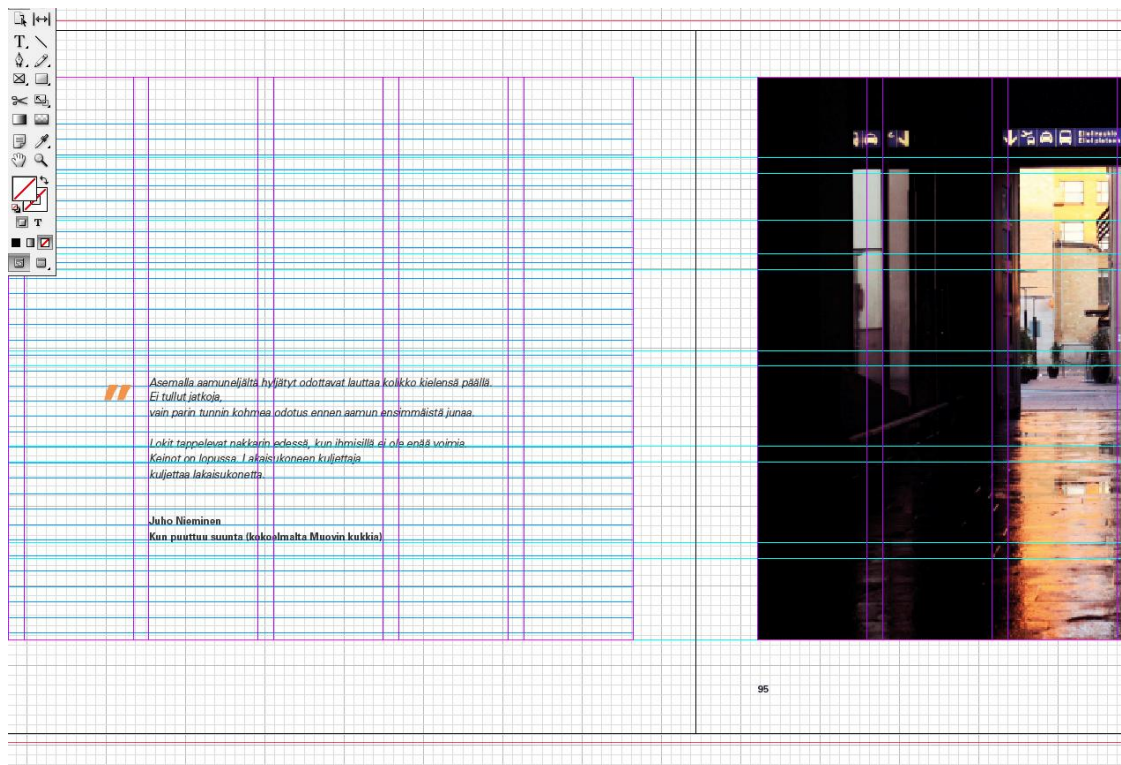 Asemalla aamuneljältä hyljätyt odottavat lauttaa kolikko kielensä päällä.
Ei tullut jatkoja,
vain parin tunnin kohmea odotus ennen aamun ensimmäistä junaa.
Lokit tappelevat nakkarin edessä, kun ihmisillä ei ole enää voimia
Keinot on lopussa. Lakaisukoneen kuljettaja
kuljettaa lakaisukonetta.
Juho Nieminen
Kun puuttuu suunta (kokoelmalta Muovin kukkia)
95